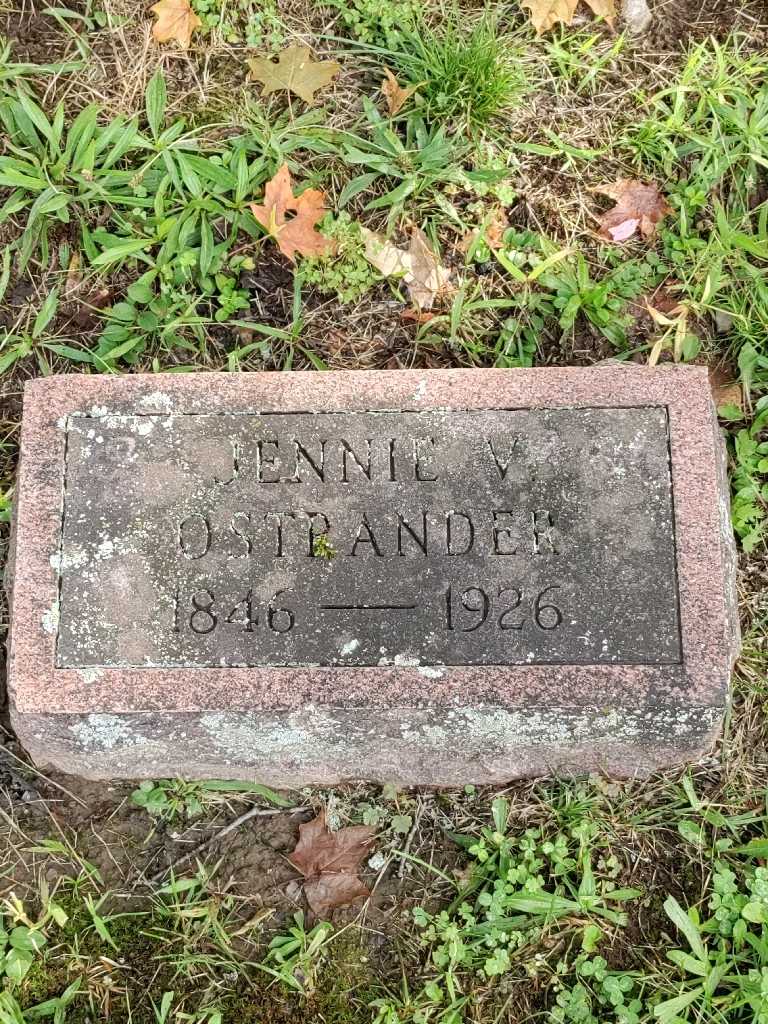 JENNIE V.
OSTRANDER
1846 — 1926